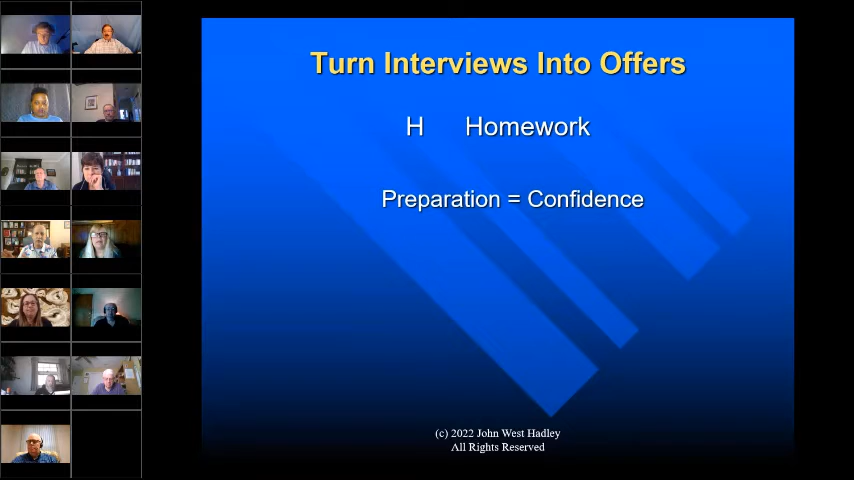 Turn Interviews Into Offers
H Homework
Preparation = Confidence
(c) 2022 John West Hadley
All Rights Reserved